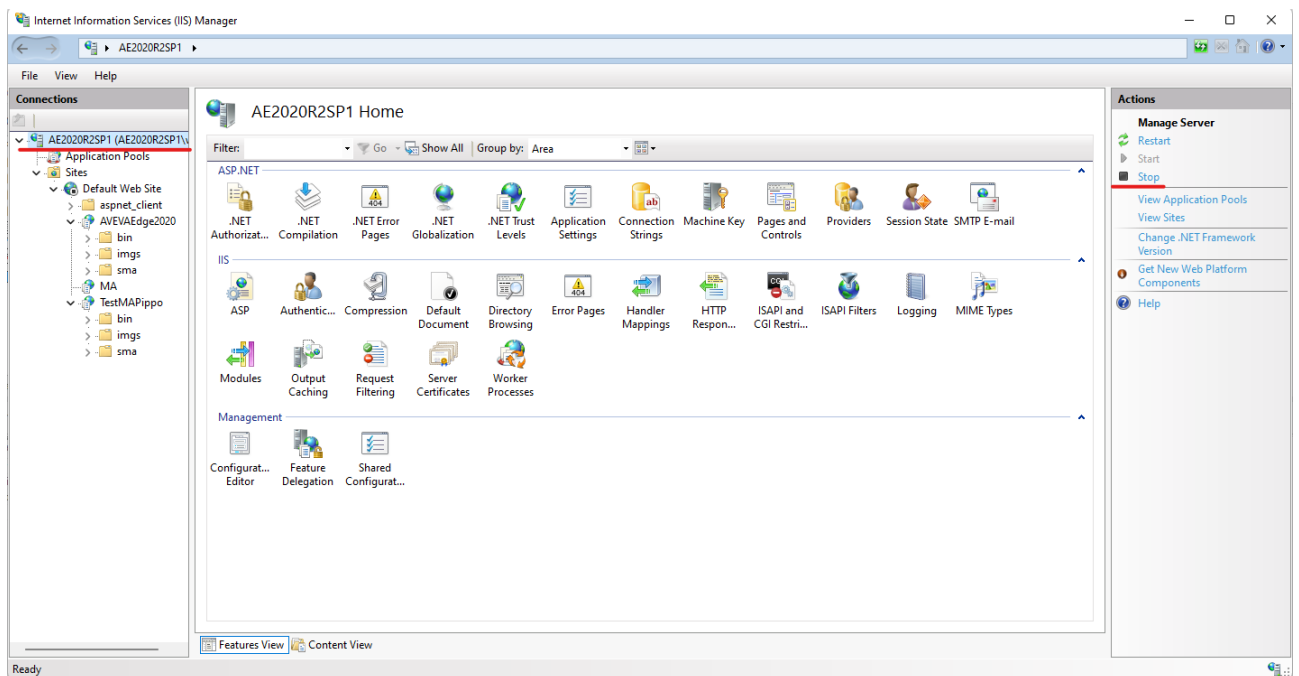 Internet Information Services (IIS) Manager
AE2020R2SP1
File View Help
Connections
AE2020R2SP1 (AE2020R2SP1\
Application Pools
Sites
Default Web Site
aspnet_client
AVEVAEdge2020
bin
imgs
sma
MA
TestMAPippo
bin
imgs
sma
AE2020R2SP1 Home
Filter: Go Show All Group by: Area
ASP.NET
.NET Authorizat...
.NET Compilation
.NET Error Pages
.NET Globalization
.NET Trust Levels
Application Settings
Connection Strings
Machine Key
Pages and Controls
Providers
Session State
SMTP E-mail
IIS
ASP
Authentic...
Compression
Default Document
Directory Browsing
Error Pages
Handler Mappings
HTTP Respon...
ISAPI and CGI Restri...
ISAPI Filters
Logging
MIME Types
Modules
Output Caching
Request Filtering
Server Certificates
Worker Processes
Management
Configurat... Editor
Feature Delegation
Shared Configurat...
Features View Content View
Actions
Manage Server
Restart
Start
Stop
View Application Pools
View Sites
Change .NET Framework
Version
Get New Web Platform
Components
Help
Ready